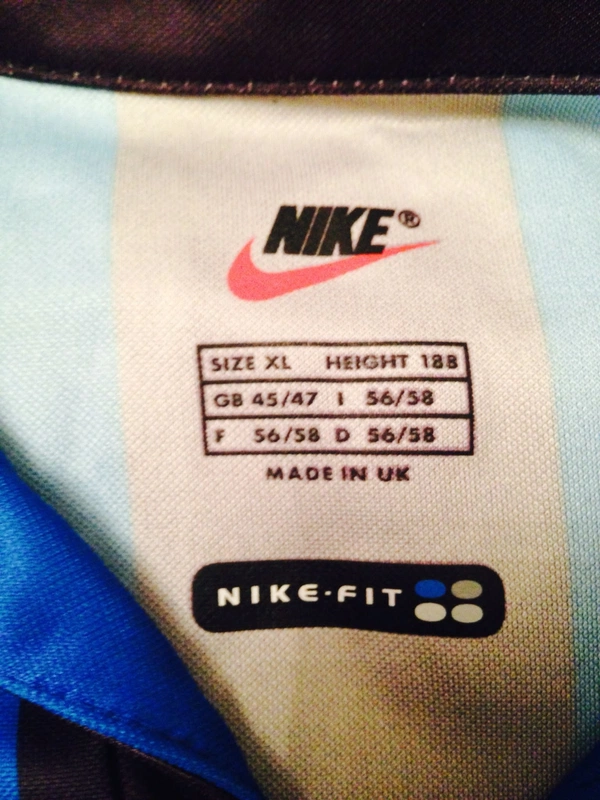 NIKE®
SIZE XL HEIGHT 188
GB 45/47 I 56/58
F 56/58 D 56/58
MADE IN UK
NIKE·FIT